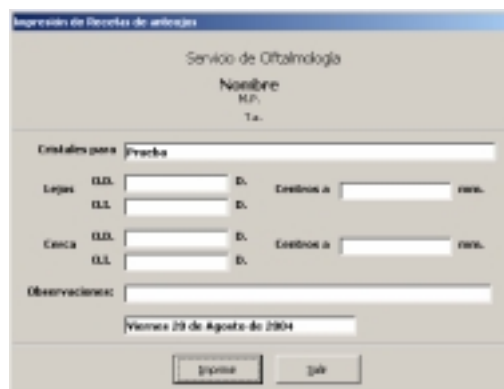 Impresión de Recetas de anteojos
Servicio de Oftalmología
Nombre
M.P.
Cristales para Prueba
Lejos O.D. D. Centros a mm.
O.I. D.
Cerca O.D. D. Centros a mm.
O.I. D.
Observaciones:
Viernes 20 de Agosto de 2004
Imprimir Salir